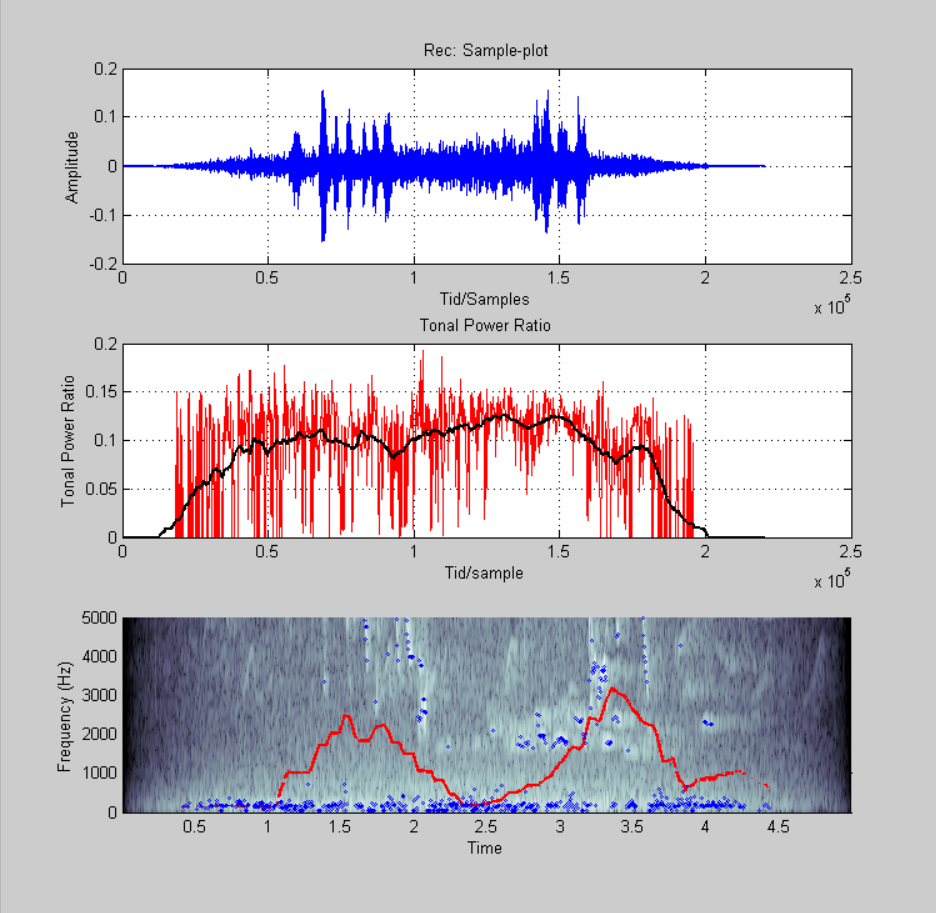 Rec: Sample-plot
0.2
0.1
0
-0.1
-0.2
Amplitude
0 0.5 1 1.5 2 2.5
Tid/Samples
x 10^5
Tonal Power Ratio
0.2
0.15
0.1
0.05
0
Tonal Power Ratio
0 0.5 1 1.5 2 2.5
Tid/sample
x 10^5
5000
4000
3000
2000
1000
0
Frequency (Hz)
0.5 1 1.5 2 2.5 3 3.5 4 4.5
Time